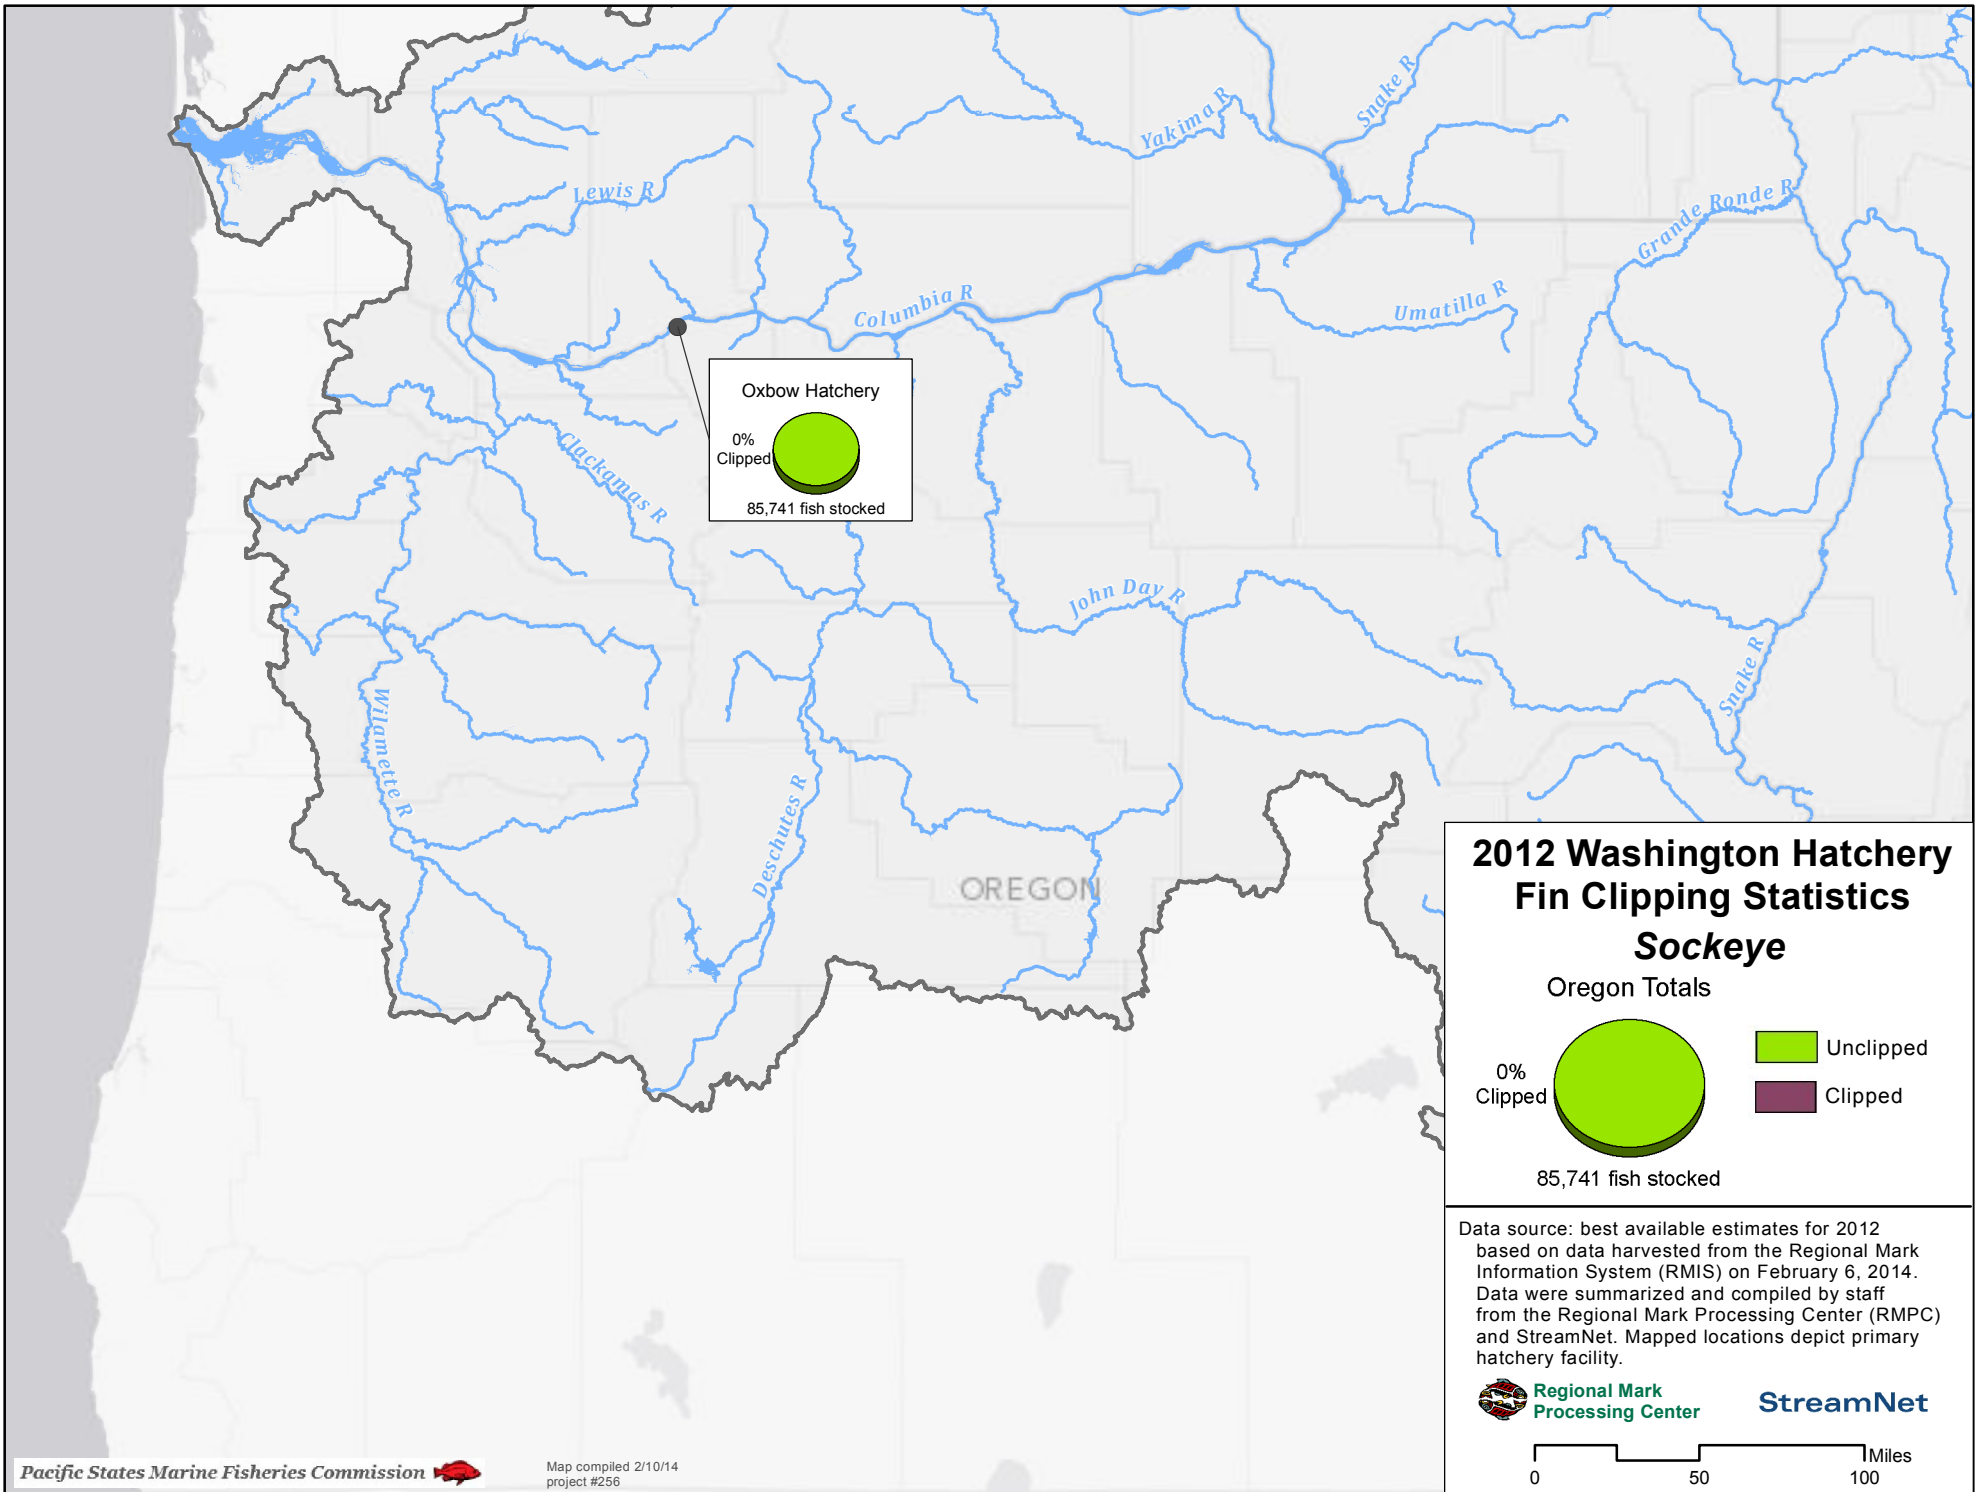 Snake R
Yakima R
Lewis R
Grande Ronde R
Columbia R
Umatilla R
Oxbow Hatchery
0%
Clipped
85,741 fish stocked
Clackamas R
John Day R
Snake R
Wilamette R
Deschutes R
OREGON
2012 Washington Hatchery
Fin Clipping Statistics
Sockeye
Oregon Totals
0%
Clipped
Unclipped
Clipped
85,741 fish stocked
Data source: best available estimates for 2012
based on data harvested from the Regional Mark
Information System (RMIS) on February 6, 2014.
Data were summarized and compiled by staff
from the Regional Mark Processing Center (RMPC)
and StreamNet. Mapped locations depict primary
hatchery facility.
Regional Mark
Processing Center
StreamNet
Miles
0 50 100
Pacific States Marine Fisheries Commission
Map compiled 2/10/14
project #256